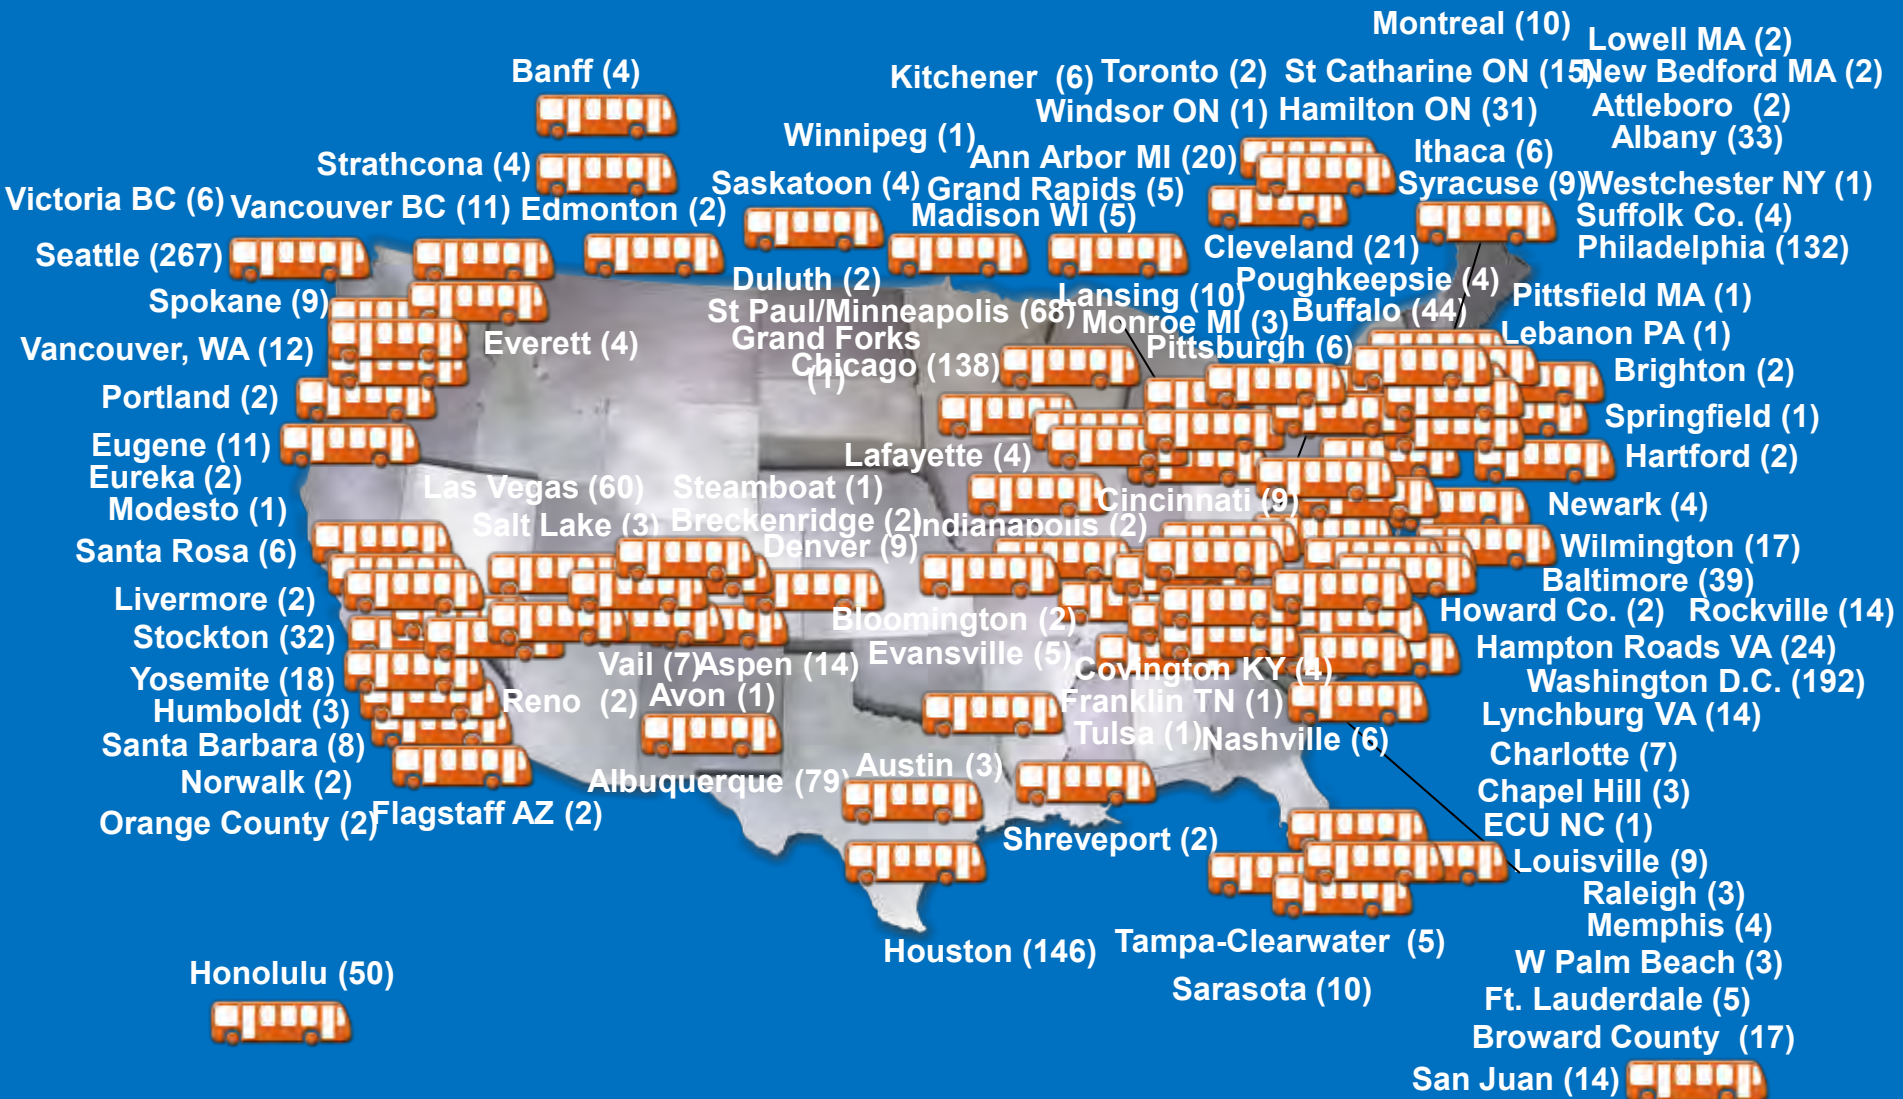 Montreal (10)
Lowell MA (2)
Banff (4)
Kitchener (6)
Toronto (2)
St Catharine ON (15)
New Bedford MA (2)
Windsor ON (1)
Hamilton ON (31)
Attleboro (2)
Winnipeg (1)
Albany (33)
Strathcona (4)
Ann Arbor MI (20)
Ithaca (6)
Saskatoon (4)
Grand Rapids (5)
Syracuse (9)
Westchester NY (1)
Victoria BC (6)
Vancouver BC (11)
Edmonton (2)
Madison WI (5)
Suffolk Co. (4)
Seattle (267)
Cleveland (21)
Philadelphia (132)
Duluth (2)
Poughkeepsie (4)
Spokane (9)
Lansing (10)
Pittsfield MA (1)
St Paul/Minneapolis (68)
Monroe MI (3)
Buffalo (44)
Grand Forks
(1)
Lebanon PA (1)
Vancouver, WA (12)
Everett (4)
Pittsburgh (6)
Chicago (138)
Brighton (2)
Portland (2)
Springfield (1)
Eugene (11)
Lafayette (4)
Hartford (2)
Eureka (2)
Las Vegas (60)
Steamboat (1)
Cincinnati (9)
Newark (4)
Modesto (1)
Salt Lake (3)
Breckenridge (2)
Indianapolis (2)
Santa Rosa (6)
Denver (9)
Wilmington (17)
Baltimore (39)
Livermore (2)
Bloomington (2)
Howard Co. (2)
Rockville (14)
Stockton (32)
Evansville (5)
Hampton Roads VA (24)
Vail (7)
Aspen (14)
Covington KY (4)
Yosemite (18)
Washington D.C. (192)
Reno (2)
Avon (1)
Franklin TN (1)
Humboldt (3)
Lynchburg VA (14)
Tulsa (1)
Nashville (6)
Santa Barbara (8)
Charlotte (7)
Austin (3)
Norwalk (2)
Albuquerque (79)
Chapel Hill (3)
Orange County (2)
Flagstaff AZ (2)
ECU NC (1)
Shreveport (2)
Louisville (9)
Raleigh (3)
Memphis (4)
Houston (146)
Tampa-Clearwater (5)
W Palm Beach (3)
Honolulu (50)
Sarasota (10)
Ft. Lauderdale (5)
Broward County (17)
San Juan (14)